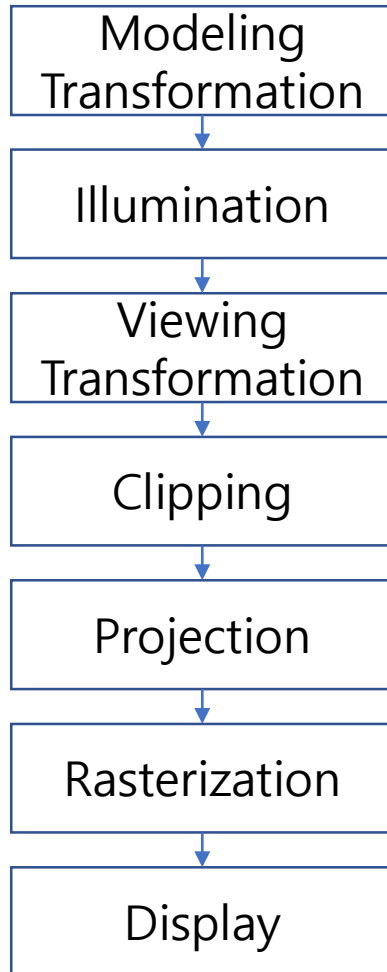 Modeling
Transformation
Illumination
Viewing
Transformation
Clipping
Projection
Rasterization
Display